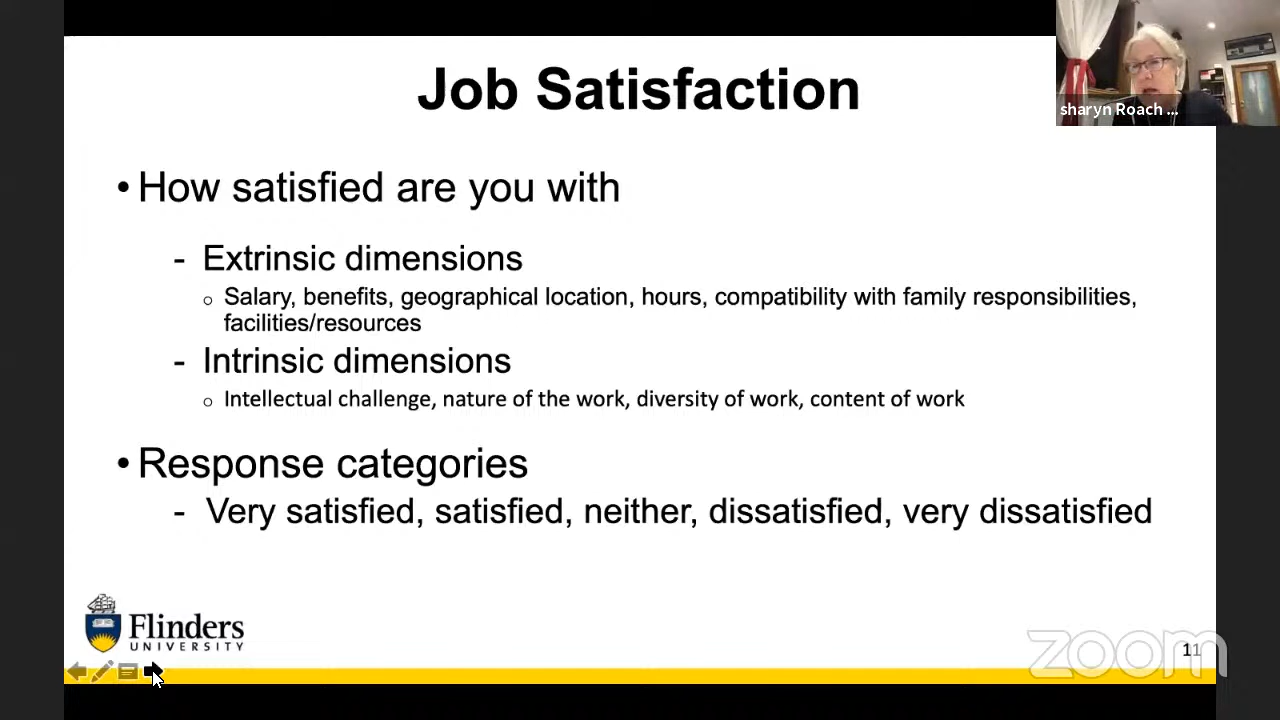 Job Satisfaction
sharyn Roach ...
• How satisfied are you with
- Extrinsic dimensions
o Salary, benefits, geographical location, hours, compatibility with family responsibilities,
facilities/resources
- Intrinsic dimensions
o Intellectual challenge, nature of the work, diversity of work, content of work
• Response categories
- Very satisfied, satisfied, neither, dissatisfied, very dissatisfied
Flinders
UNIVERSITY
11
zoom